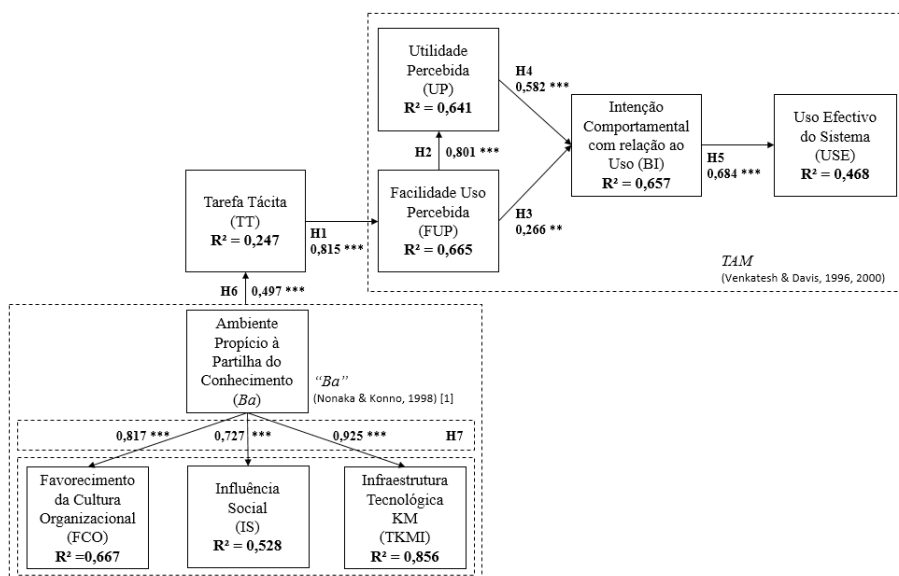 Utilidade
Percebida
(UP)
R² = 0,641
H4
0,582 ***
Intenção
Comportamental
com relação ao
Uso (BI)
R² = 0,657
Uso Efectivo
do Sistema
(USE)
R² = 0,468
H2 0,801 ***
H5
0,684 ***
Tarefa Tácita
(TT)
R² = 0,247
H1
0,815 ***
Facilidade Uso
Percebida
(FUP)
R² = 0,665
H3
0,266 **
TAM
(Venkatesh & Davis, 1996, 2000)
H6 0,497 ***
Ambiente
Propício à
Partilha do
Conhecimento
(Ba)
“Ba”
(Nonaka & Konno, 1998) [1]
0,817 *** 0,727 *** 0,925 *** H7
Favorecimento
da Cultura
Organizacional
(FCO)
R² =0,667
Influência
Social
(IS)
R² = 0,528
Infraestrutura
Tecnológica
KM
(TKMI)
R² = 0,856